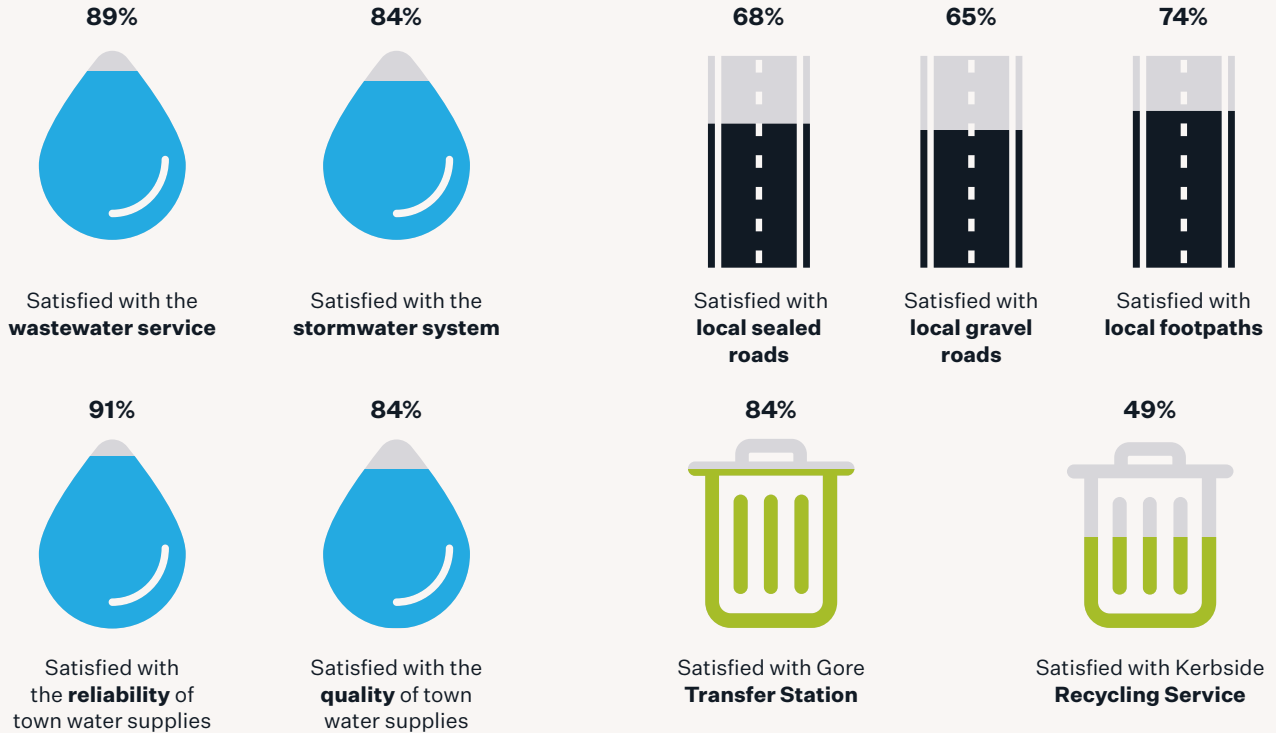 89%
Satisfied with the
wastewater service
84%
Satisfied with the
stormwater system
68%
Satisfied with
local sealed
roads
65%
Satisfied with
local gravel
roads
74%
Satisfied with
local footpaths
91%
Satisfied with
the reliability of
town water supplies
84%
Satisfied with the
quality of town
water supplies
84%
Satisfied with Gore
Transfer Station
49%
Satisfied with Kerbside
Recycling Service